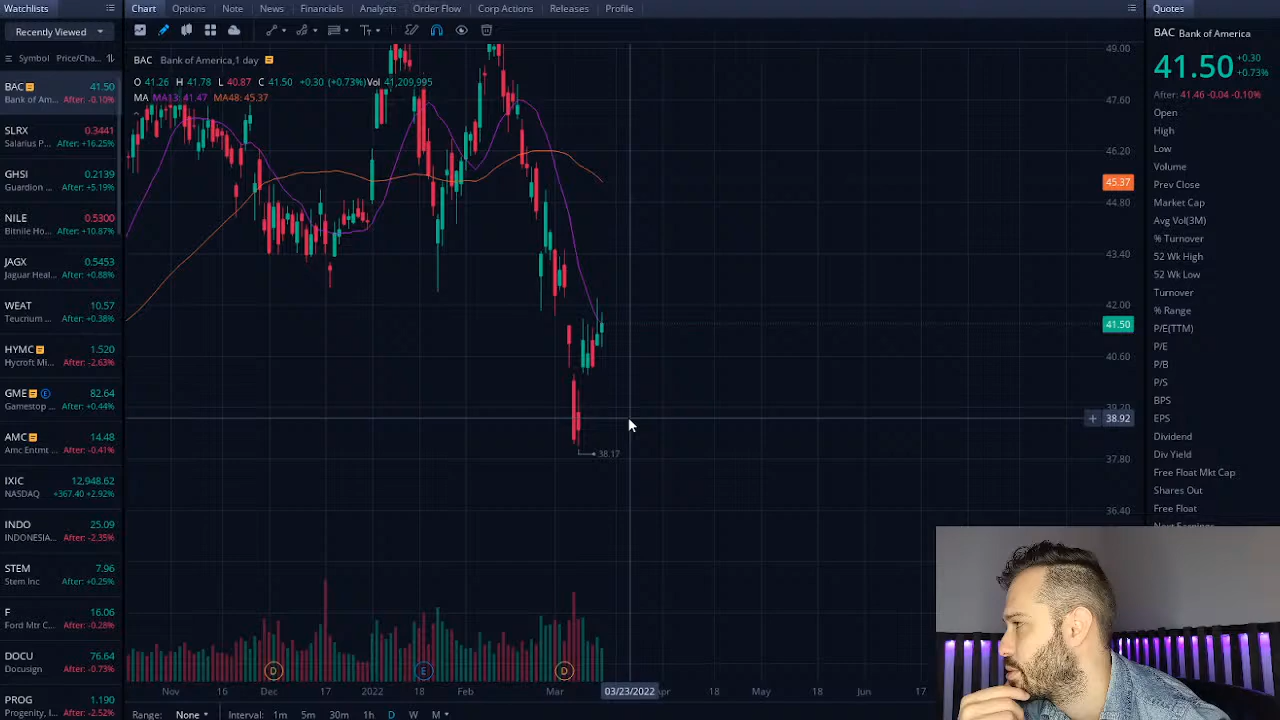 Watchlists
Chart Options Note News Financials Analysts Order Flow Corp Actions Releases Profile
Quotes
Recently Viewed
Symbol Price/Cha...
BAC 41.50
Bank of Am... After: -0.10%
SLRX 0.3441
Salarius P... After: +16.25%
GHSI 0.2139
Guardion ... After: +5.19%
NILE 0.5300
Bitnile Ho... After: +10.87%
JAGX 0.5453
Jaguar Heal... After: +0.88%
WEAT 10.57
Teucrium ... After: +0.38%
HYMC 1.520
Hycroft Mi... After: -2.63%
GME E 82.64
Gamestop ... After: +0.44%
AMC 14.48
Amc Entmt ... After: -0.41%
IXIC 12,948.62
NASDAQ +367.40 +2.92%
INDO 25.09
INDONESIA... After: -2.35%
STEM 7.96
Stem Inc After: +0.25%
F 16.06
Ford Mtr C... After: -0.28%
DOCU 76.64
Docusign After: -0.73%
PROG 1.190
Progenity, I... After: -2.52%
BAC Bank of America,1 day
O 41.26 H 41.78 L 40.87 C 41.50 +0.30 (+0.73%) Vol 41,209,995
MA MA13: 41.47 MA48: 45.37
49.00
47.60
46.20
45.37
44.80
43.40
42.00
41.50
40.60
39.20
38.92
37.80
36.40
38.17
D E D
Nov 16 Dec 17 2022 18 Feb 14 Mar 03/23/2022 Apr 18 May 18 Jun 17
Range: None Interval: 1m 5m 30m 1h D W M
BAC Bank of America
41.50 +0.30
+0.73%
After: 41.46 -0.04 -0.10%
Open
High
Low
Volume
Prev Close
Market Cap
Avg Vol(3M)
% Turnover
52 Wk High
52 Wk Low
Turnover
% Range
P/E(TTM)
P/E
P/B
P/S
BPS
EPS
Dividend
Div Yield
Free Float Mkt Cap
Shares Out
Free Float
Next Earnings